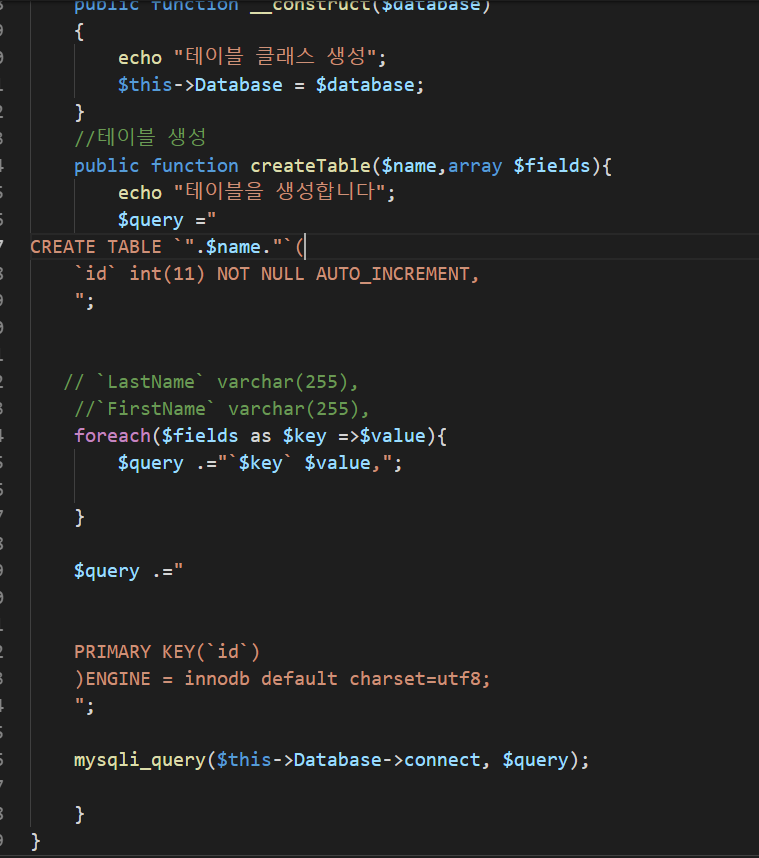 public function __construct($database)
{
echo "테이블 클래스 생성";
$this->Database = $database;
}
//테이블 생성
public function createTable($name,array $fields){
echo "테이블을 생성합니다";
$query ="
CREATE TABLE `".$name."`(
`id` int(11) NOT NULL AUTO_INCREMENT,
";
// `LastName` varchar(255),
//`FirstName` varchar(255),
foreach($fields as $key =>$value){
$query .="`$key` $value,";
}
$query .="
PRIMARY KEY(`id`)
)ENGINE = innodb default charset=utf8;
";
mysqli_query($this->Database->connect, $query);
}
}